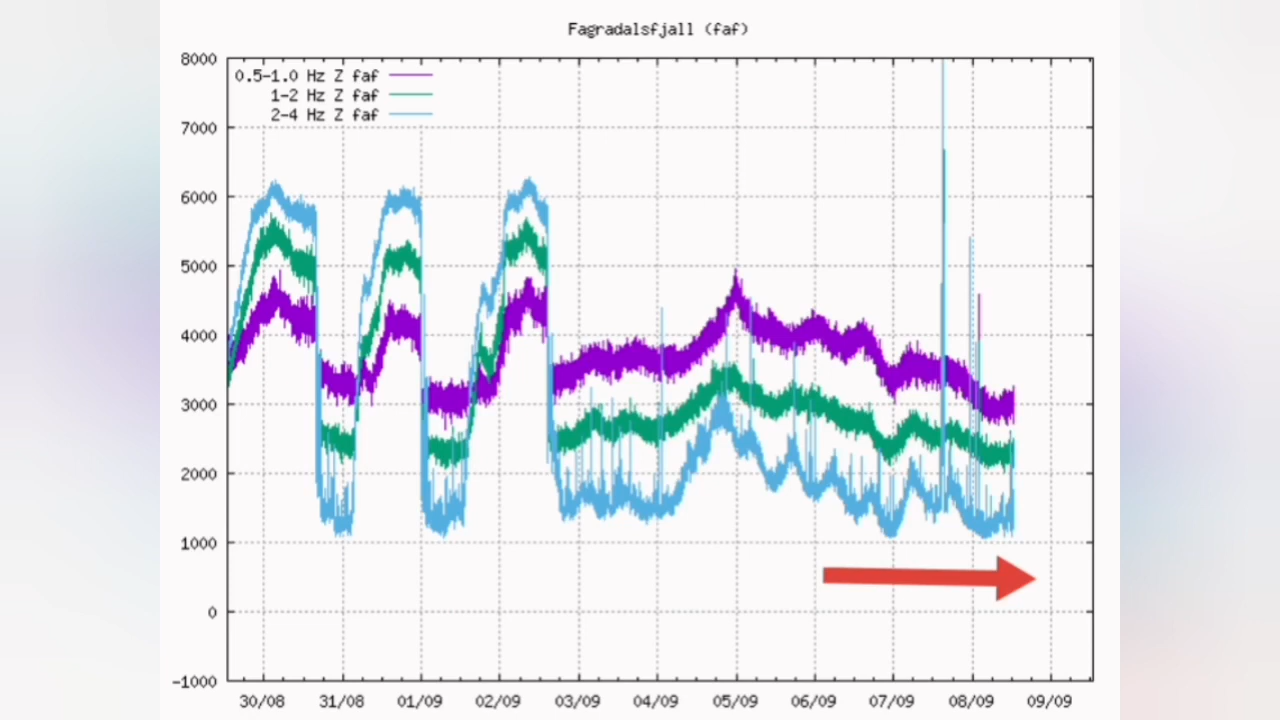 Fagradalsfjall (faf)
8000
0.5-1.0 Hz Z faf
1-2 Hz Z faf
2-4 Hz Z faf
7000
6000
5000
4000
3000
2000
1000
0
-1000
30/08 31/08 01/09 02/09 03/09 04/09 05/09 06/09 07/09 08/09 09/09